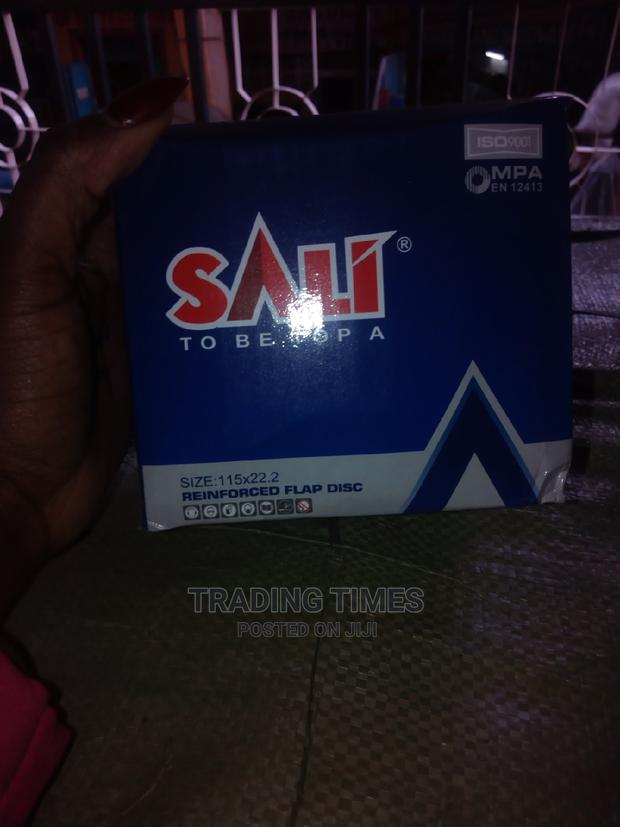 ISO9001
MPA
EN 12413
SALI®
TO BE TOP A
SIZE:115x22.2
REINFORCED FLAP DISC
TRADING TIMES
POSTED ON JIJI